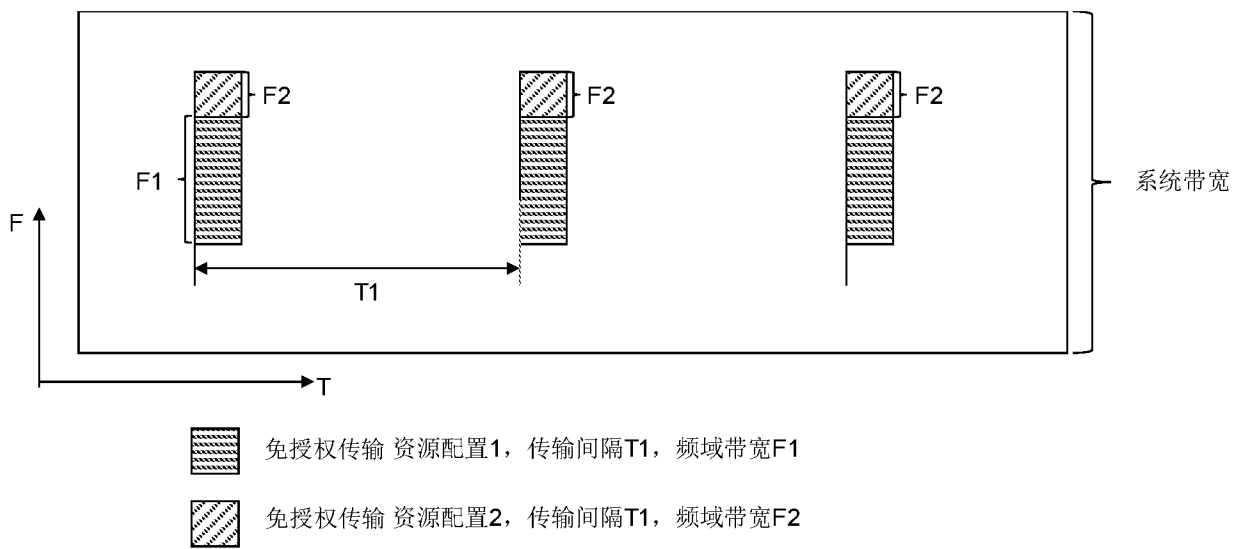 F2 F2 F2
F1
系统带宽
F
T1
T
免授权传输 资源配置1，传输间隔T1，频域带宽F1
免授权传输 资源配置2，传输间隔T1，频域带宽F2